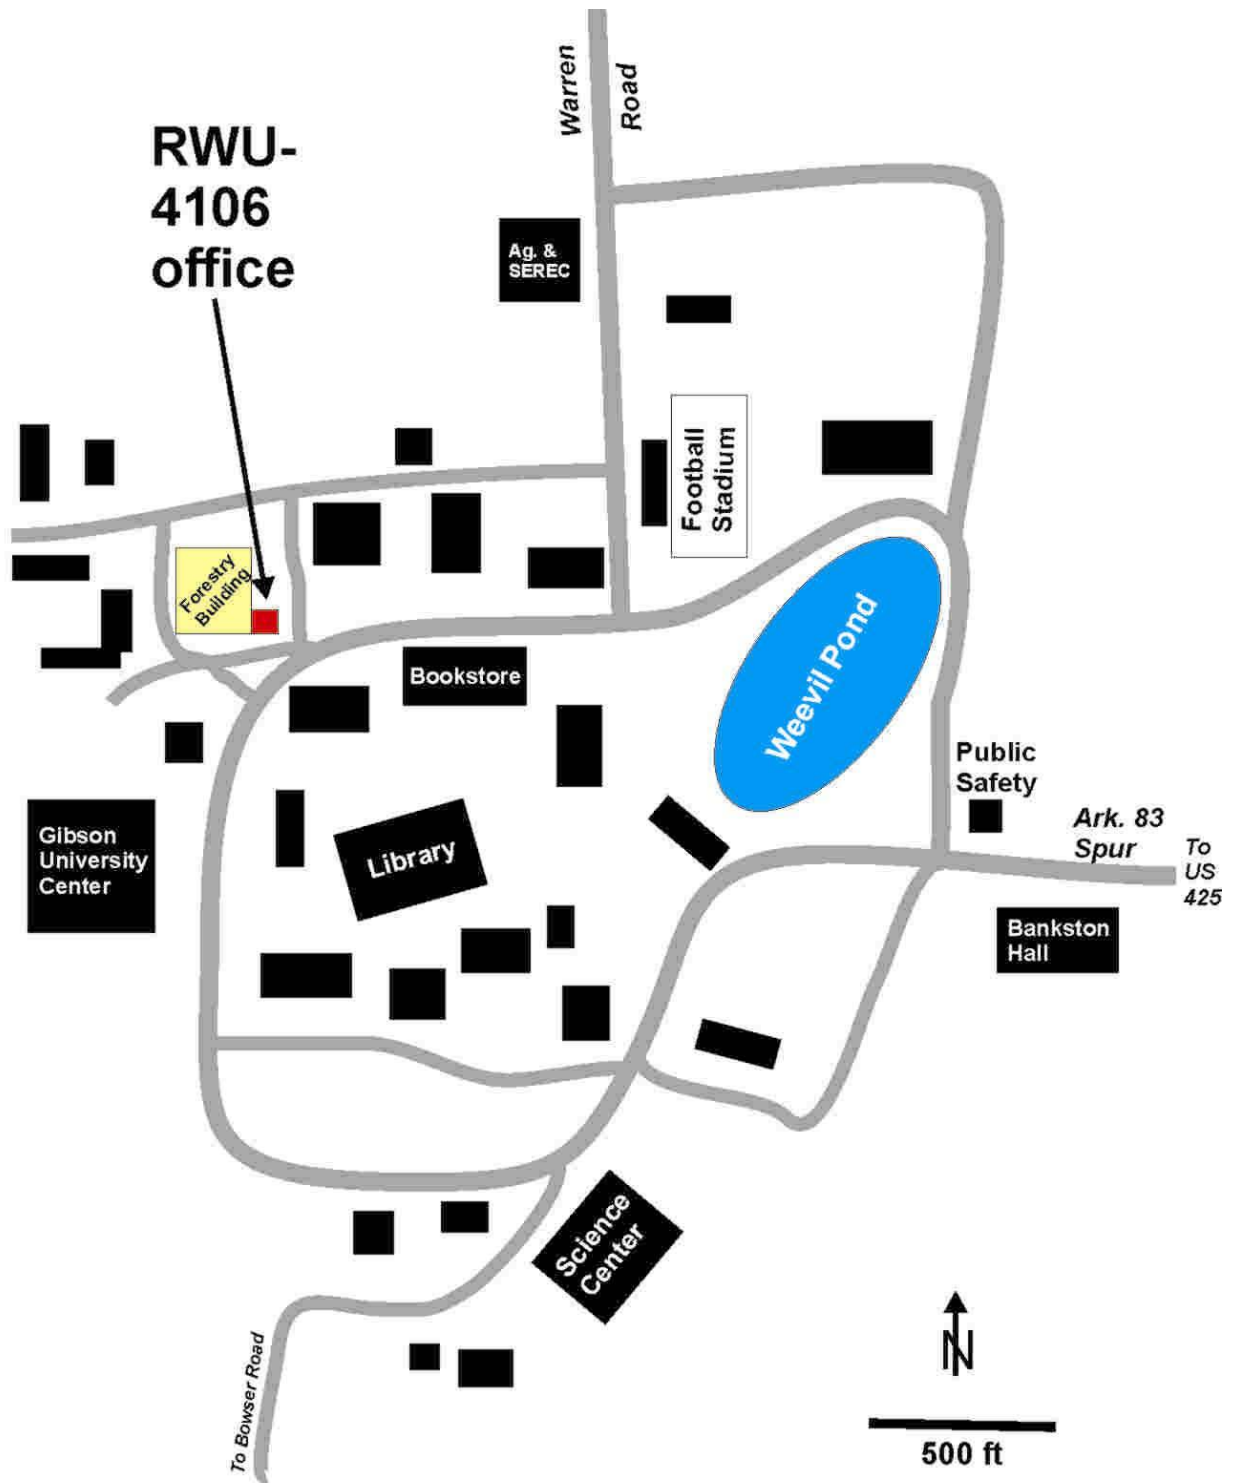 Warren
Road
RWU-
4106
office
Ag. &
SEREC
Football
Stadium
Forestry
Building
Bookstore
Weevil Pond
Public
Safety
Ark. 83
Spur
To
US
425
Gibson
University
Center
Library
Bankston
Hall
Science
Center
To Bowser Road
N
500 ft